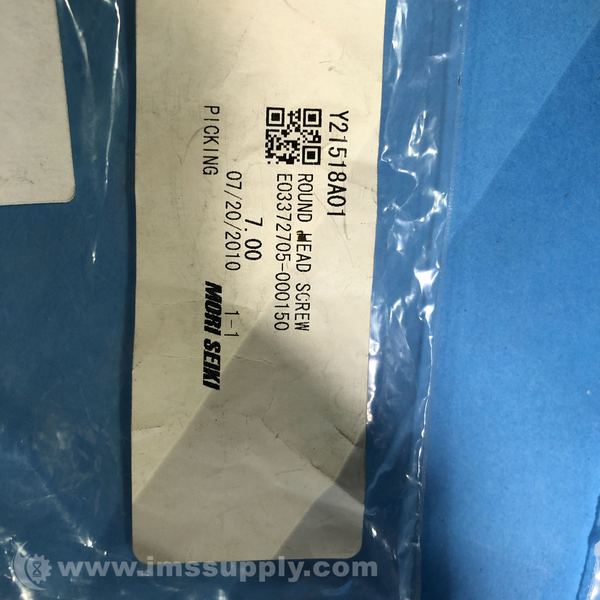 Y21518A01
ROUND HEAD SCREW
E03372705-000150
7.00
07/20/2010 1-1
PICKING MORI SEIKI
www.imssupply.com